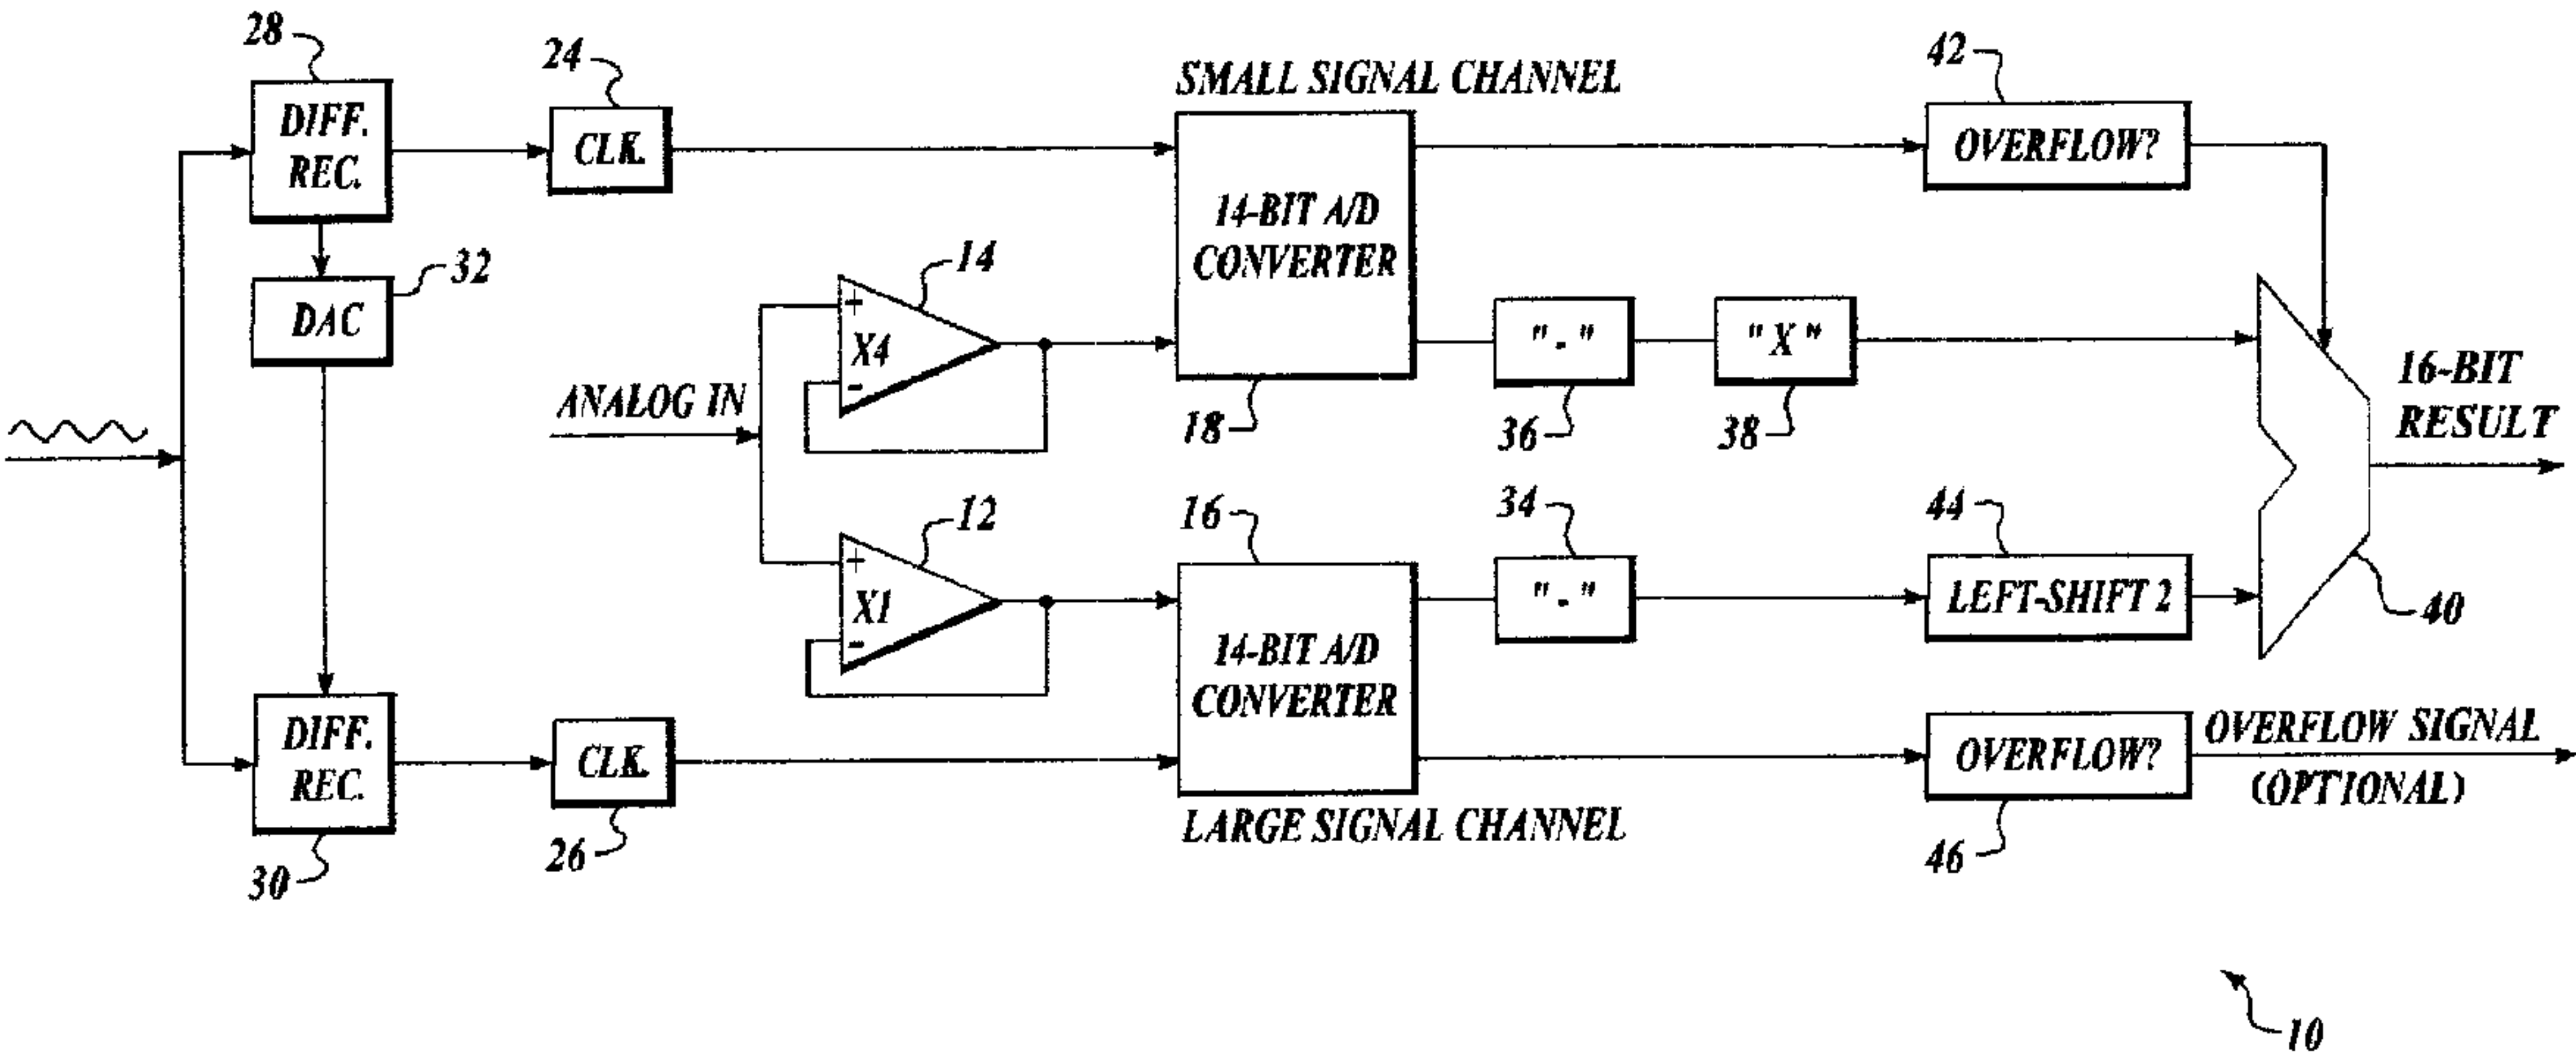 28
24
42
SMALL SIGNAL CHANNEL
DIFF.
REC.
CLK.
OVERFLOW?
14-BIT A/D
CONVERTER
14
32
DAC
+
X4
-
"-"
"X"
ANALOG IN
18
36
38
16-BIT
RESULT
12
16
34
44
+
X1
-
"-"
LEFT-SHIFT 2
40
14-BIT A/D
CONVERTER
DIFF.
REC.
CLK.
OVERFLOW?
OVERFLOW SIGNAL
(OPTIONAL)
LARGE SIGNAL CHANNEL
30
26
46
10